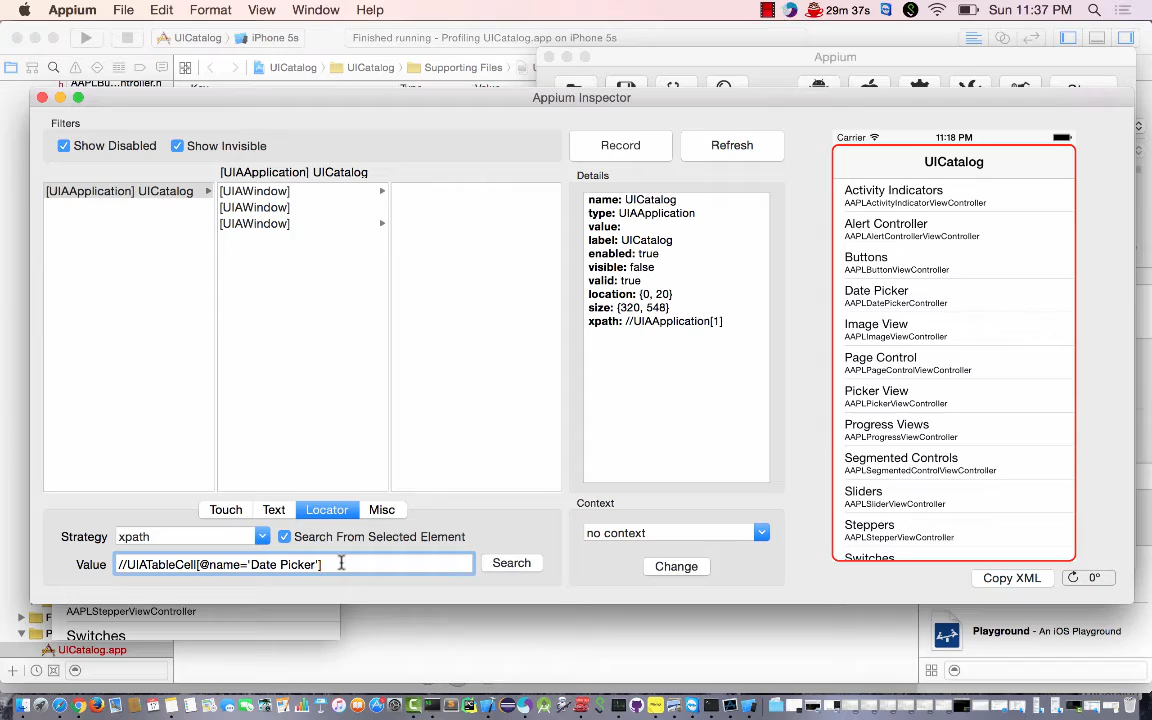 Appium File Edit Format View Window Help 29m 37s Sun 11:37 PM
UICatalog iPhone 5s Finished running - Profiling UICatalog.app on iPhone 5s
UICatalog UICatalog Supporting Files
Appium
Appium Inspector
Filters
Show Disabled Show Invisible
Record Refresh
[UIAApplication] UICatalog
[UIAApplication] UICatalog
[UIAWindow]
[UIAWindow]
[UIAWindow]
Details
name: UICatalog
type: UIAApplication
value:
label: UICatalog
enabled: true
visible: false
valid: true
location: {0, 20}
size: {320, 548}
xpath: //UIAApplication[1]
Carrier 11:18 PM
UICatalog
Activity Indicators
AAPLActivityIndicatorViewController
Alert Controller
AAPLAlertControllerViewController
Buttons
AAPLButtonViewController
Date Picker
AAPLDatePickerController
Image View
AAPLImageViewController
Page Control
AAPLPageControlViewController
Picker View
AAPLPickerViewController
Progress Views
AAPLProgressViewController
Segmented Controls
AAPLSegmentedControlViewController
Sliders
AAPLSliderViewController
Steppers
AAPLStepperViewController
Switches
Touch Text Locator Misc
Strategy xpath Search From Selected Element
Value //UIATableCell[@name='Date Picker'] Search
Context
no context
Change
Copy XML 0°
AAPLStepperViewController
Switches
UICatalog.app
Playground - An iOS Playground